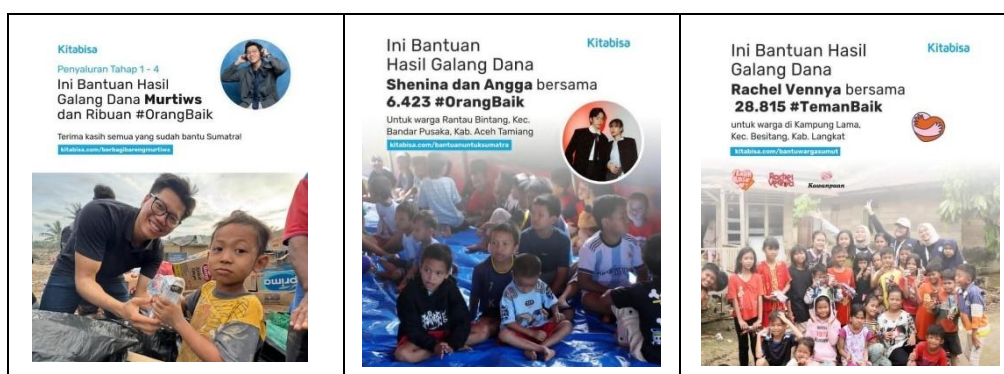 Kitabisa
Penyaluran Tahap 1 - 4
Ini Bantuan Hasil
Galang Dana Murtiws
dan Ribuan #OrangBaik
Terima kasih semua yang sudah bantu Sumatra!
kitabisa.com/berbagibarengmurtiws
Ini Bantuan
Hasil Galang Dana
Kitabisa
Shenina dan Angga bersama
6.423 #OrangBaik
Untuk warga Rantau Bintang, Kec.
Bandar Pusaka, Kab. Aceh Tamiang
kitabisa.com/bantuanuntuksumatra
Ini Bantuan Hasil
Galang Dana
Kitabisa
Rachel Vennya bersama
28.815 #TemanBaik
untuk warga di Kampung Lama,
Kec. Besitang, Kab. Langkat
kitabisa.com/bantuwargasumut
Rachel
Vennya